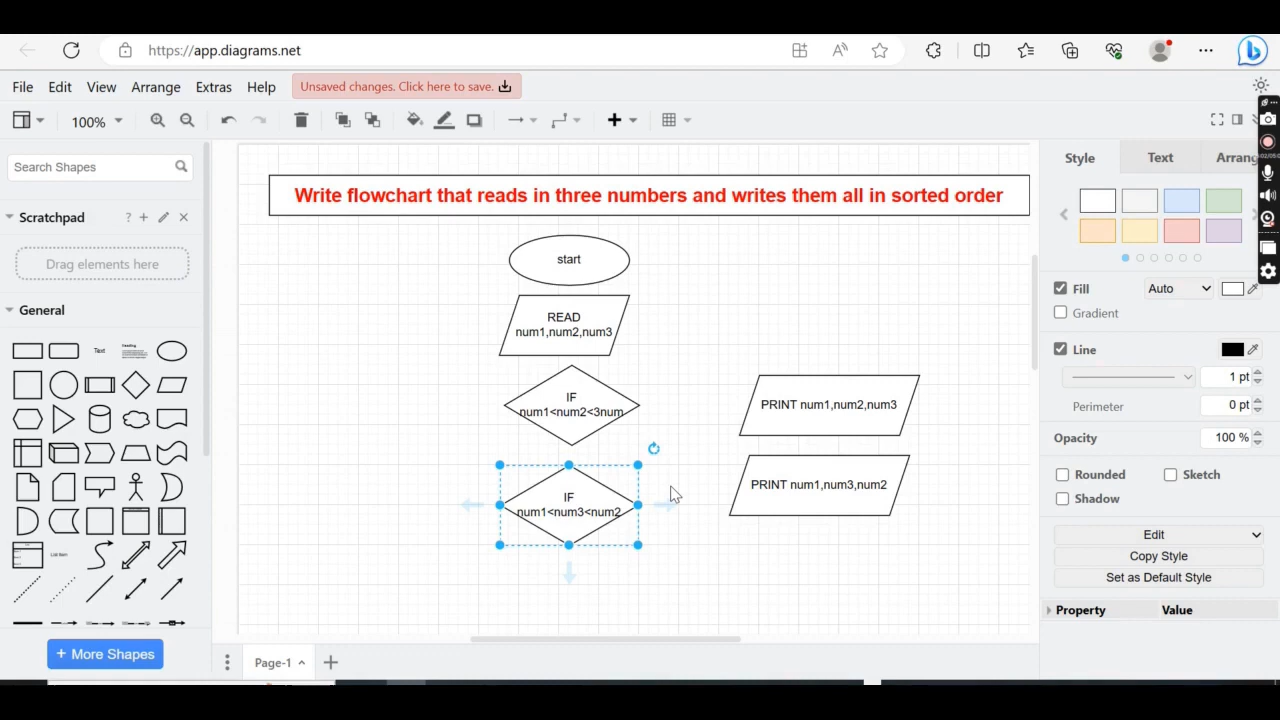 https://app.diagrams.net
File Edit View Arrange Extras Help Unsaved changes. Click here to save.
100%
Search Shapes
Scratchpad ?
Drag elements here
General
Text Heading
List Item
+ More Shapes
Write flowchart that reads in three numbers and writes them all in sorted order
start
READ
num1,num2,num3
IF
num1<num2<3num
PRINT num1,num2,num3
IF
num1<num3<num2
PRINT num1,num3,num2
Page-1
Style Text Arrang
Fill Auto
Gradient
Line
1 pt
Perimeter 0 pt
Opacity 100 %
Rounded Sketch
Shadow
Edit
Copy Style
Set as Default Style
Property Value